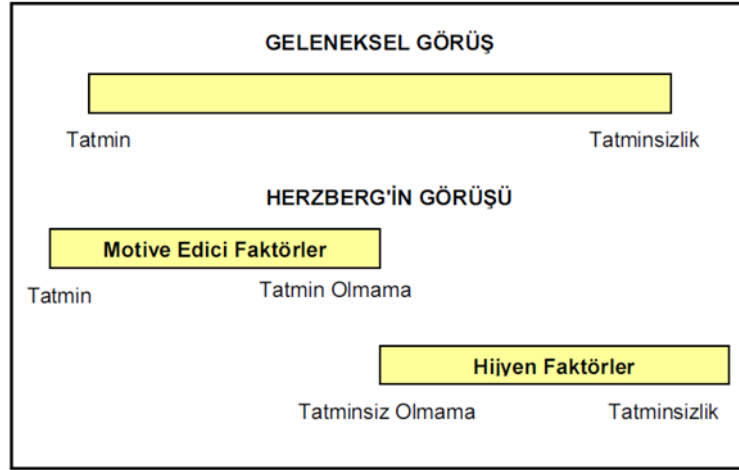 GELENEKSEL GÖRÜŞ
Tatmin Tatminsizlik
HERZBERG'İN GÖRÜŞÜ
Motive Edici Faktörler
Tatmin Tatmin Olmama
Hijyen Faktörler
Tatminsiz Olmama Tatminsizlik